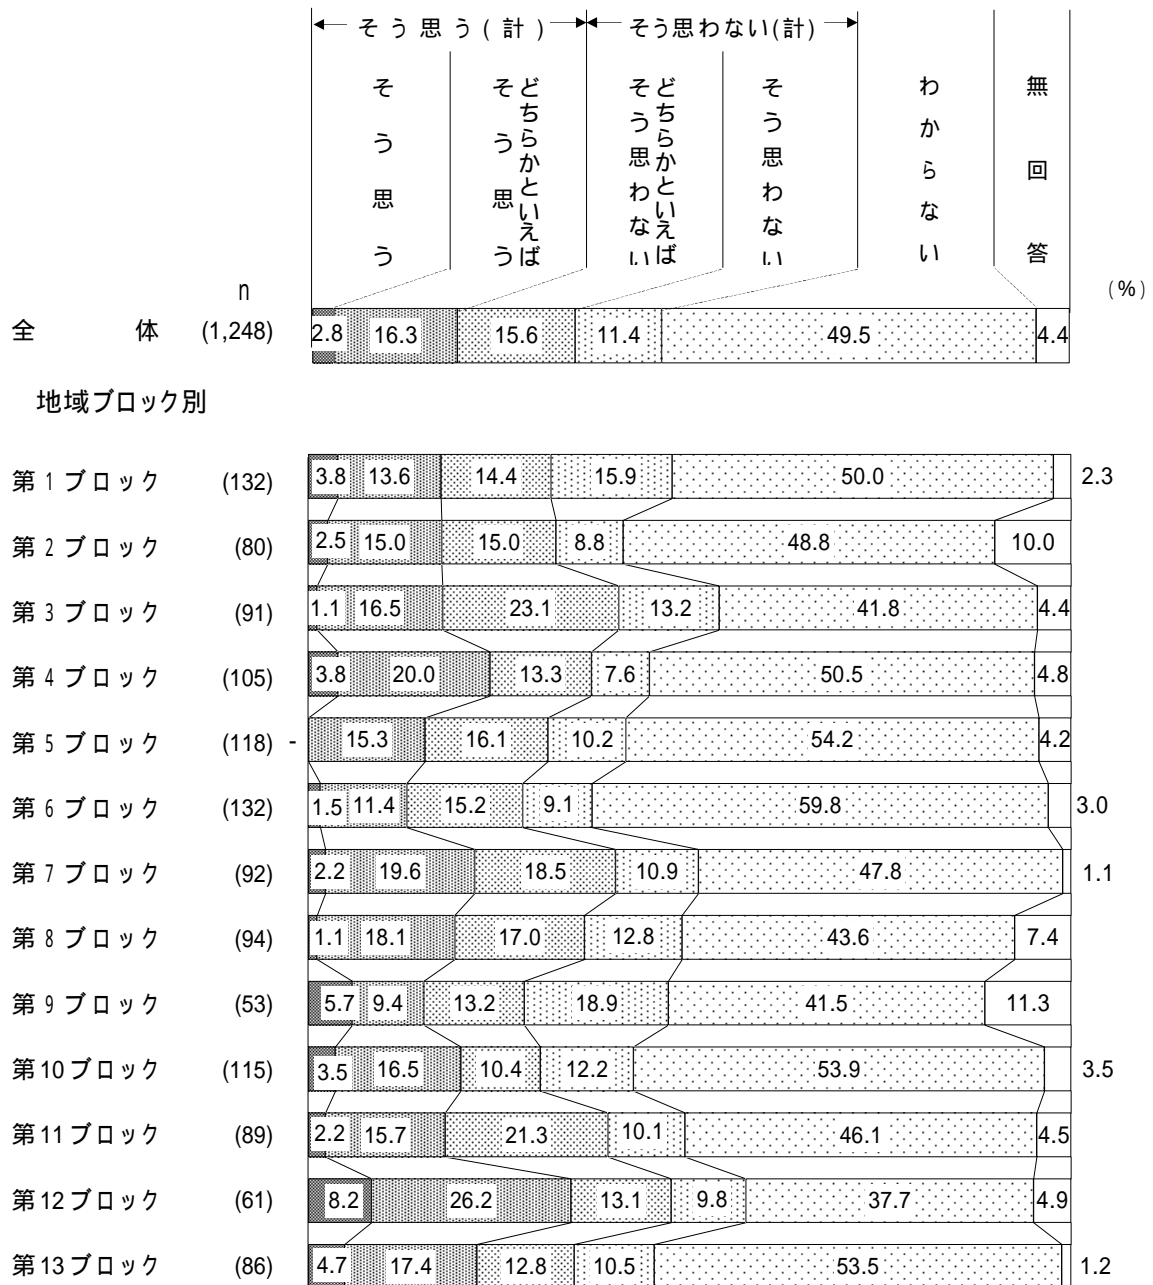 そう思う(計)
そう思わない(計)
そう思う
どちらかといえばそう思う
どちらかといえばそう思わない
そう思わない
わからない
無回答
n
(%)
全体 (1,248) 2.8 16.3 15.6 11.4 49.5 4.4
地域ブロック別
第1ブロック (132) 3.8 13.6 14.4 15.9 50.0 2.3
第2ブロック (80) 2.5 15.0 15.0 8.8 48.8 10.0
第3ブロック (91) 1.1 16.5 23.1 13.2 41.8 4.4
第4ブロック (105) 3.8 20.0 13.3 7.6 50.5 4.8
第5ブロック (118) - 15.3 16.1 10.2 54.2 4.2
第6ブロック (132) 1.5 11.4 15.2 9.1 59.8 3.0
第7ブロック (92) 2.2 19.6 18.5 10.9 47.8 1.1
第8ブロック (94) 1.1 18.1 17.0 12.8 43.6 7.4
第9ブロック (53) 5.7 9.4 13.2 18.9 41.5 11.3
第10ブロック (115) 3.5 16.5 10.4 12.2 53.9 3.5
第11ブロック (89) 2.2 15.7 21.3 10.1 46.1 4.5
第12ブロック (61) 8.2 26.2 13.1 9.8 37.7 4.9
第13ブロック (86) 4.7 17.4 12.8 10.5 53.5 1.2